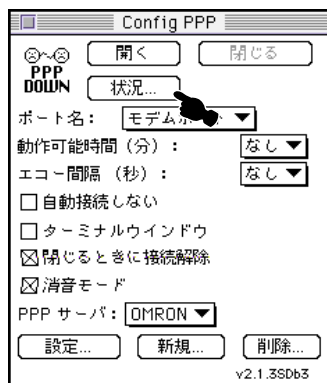 Config PPP
開く 閉じる
PPP
DOWN
状況...
ポート名： モデムポート
動作可能時間（分）： なし
エコー間隔（秒）： なし
自動接続しない
ターミナルウインドウ
閉じるときに接続解除
消音モード
PPP サーバ： OMRON
設定... 新規... 削除...
v2.1.3SDb3